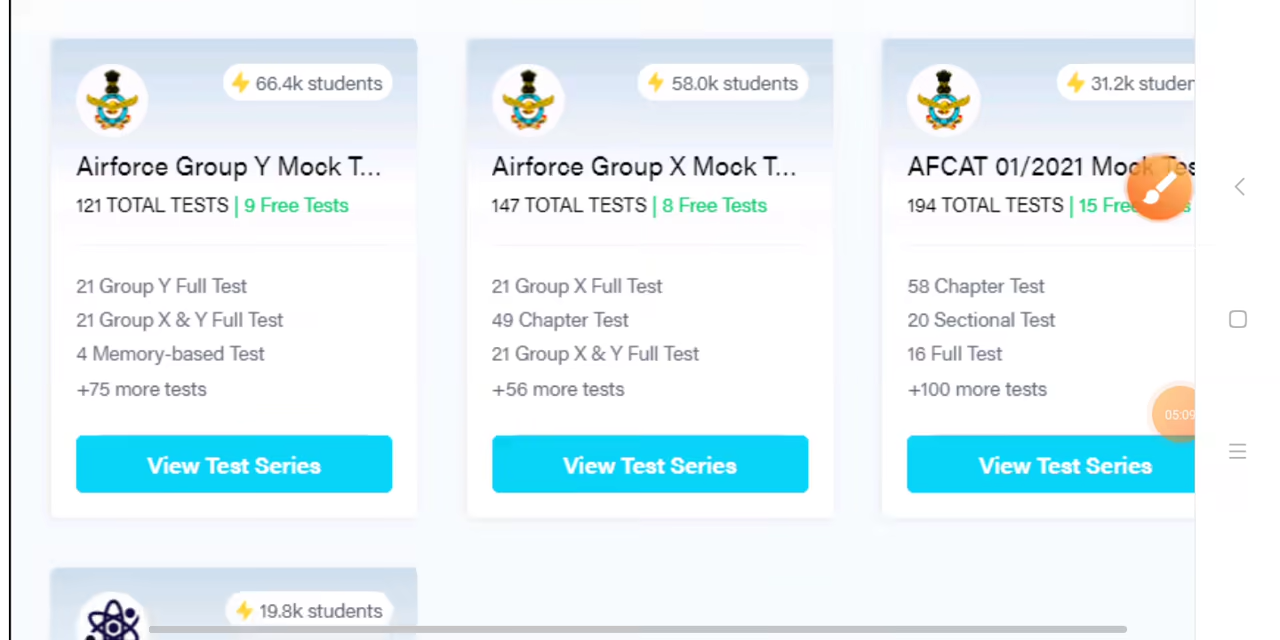 66.4k students
Airforce Group Y Mock T...
121 TOTAL TESTS | 9 Free Tests
21 Group Y Full Test
21 Group X & Y Full Test
4 Memory-based Test
+75 more tests
View Test Series
58.0k students
Airforce Group X Mock T...
147 TOTAL TESTS | 8 Free Tests
21 Group X Full Test
49 Chapter Test
21 Group X & Y Full Test
+56 more tests
View Test Series
31.2k studen
AFCAT 01/2021 Mock Tes
194 TOTAL TESTS | 15 Free
58 Chapter Test
20 Sectional Test
16 Full Test
+100 more tests
View Test Series
05:09
19.8k students